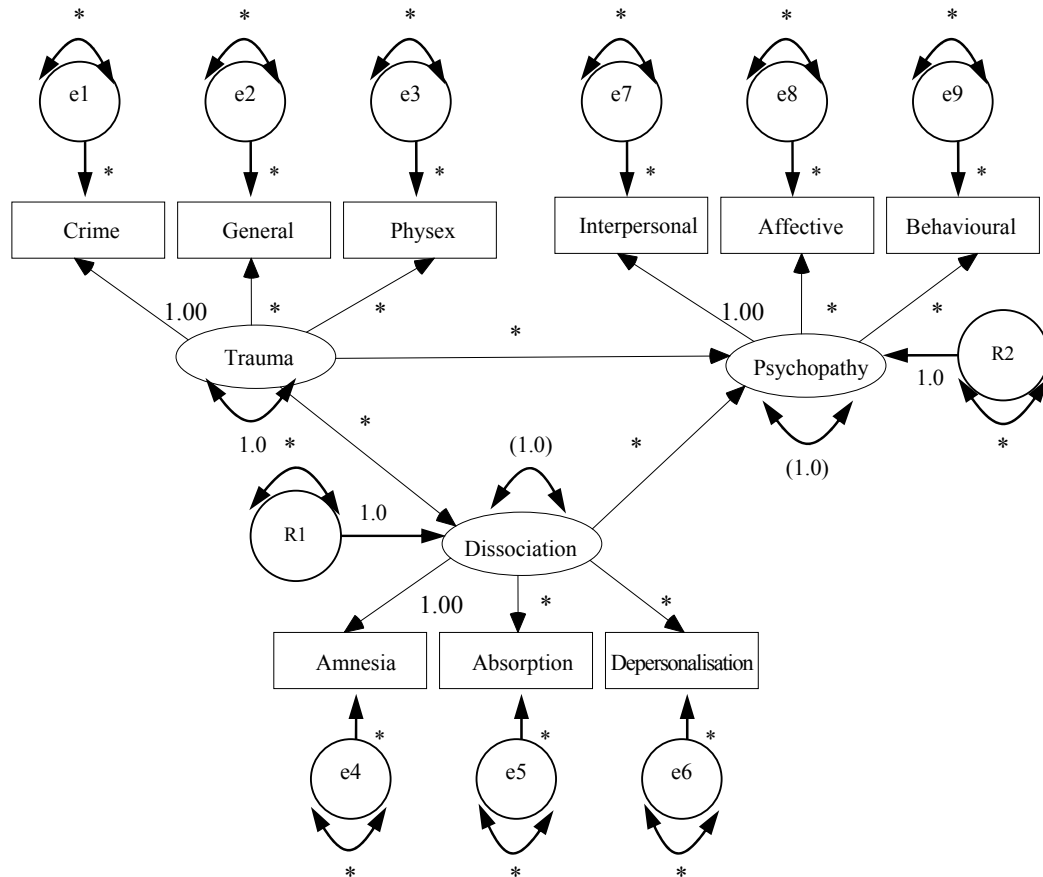 * * * * * *
e1 e2 e3 e7 e8 e9
* * * * * *
Crime General Physex Interpersonal Affective Behavioural
1.00 * * 1.00 * *
Trauma * Psychopathy R2
1.0
1.0 * * (1.0) * (1.0) *
R1 1.0
Dissociation
1.00 * *
Amnesia Absorption Depersonalisation
* * *
e4 e5 e6
* * *